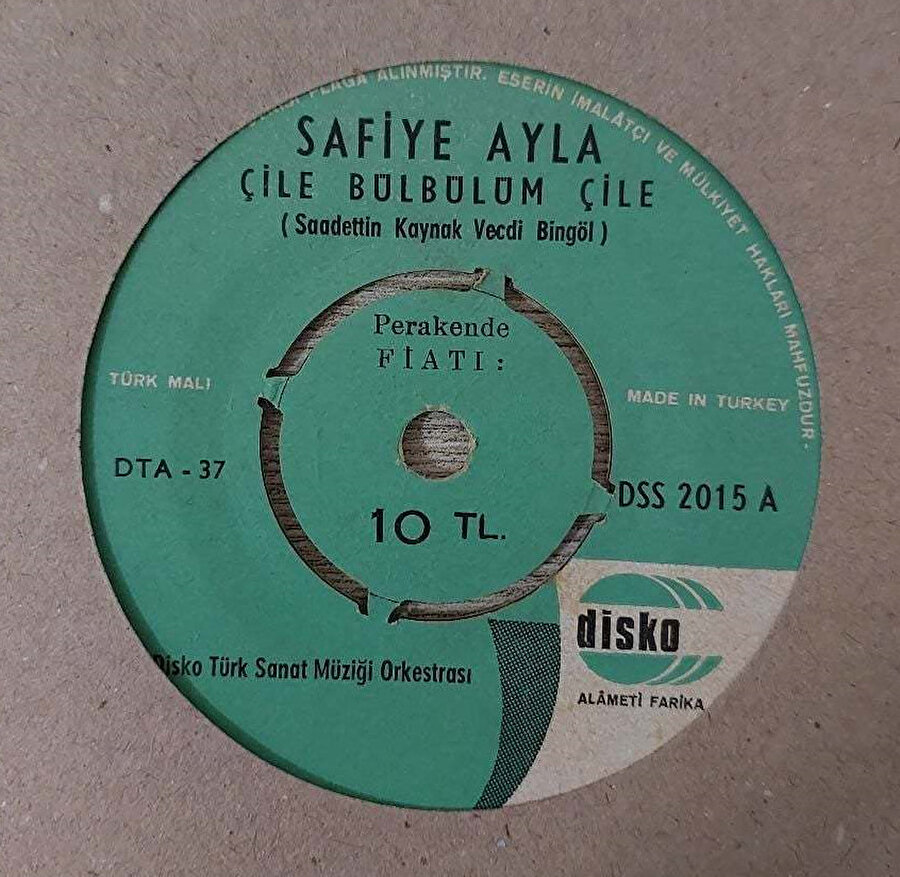 PLAĞA ALINMIŞTIR. ESERİN İMALÂTÇI VE MÜLKİYET HAKLARI MAHFUZDUR.
SAFİYE AYLA
ÇİLE BÜLBÜLÜM ÇİLE
(Saadettin Kaynak Vecdi Bingöl)
Perakende
FİATI:
TÜRK MALI
MADE IN TURKEY
DTA - 37
DSS 2015 A
10 TL.
disko
Disko Türk Sanat Müziği Orkestrası
ALÂMETİ FARİKA